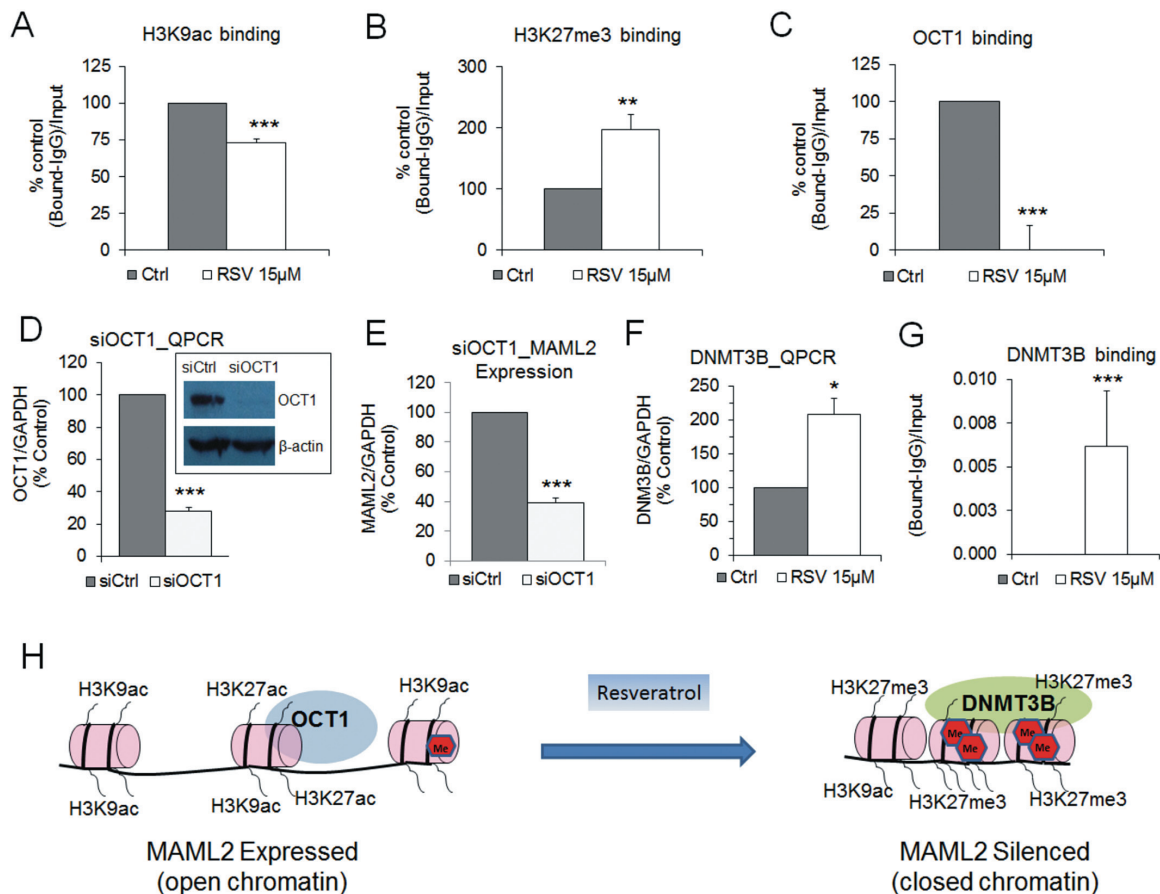 A
H3K9ac binding
% control
(Bound-IgG)/Input
125
100
75
50
25
0
***
Ctrl RSV 15µM
B
H3K27me3 binding
% control
(Bound-IgG)/Input
300
200
100
0
**
Ctrl RSV 15µM
C
OCT1 binding
% control
(Bound-IgG)/Input
125
100
75
50
25
0
***
Ctrl RSV 15µM
D
siOCT1_QPCR
OCT1/GAPDH
(% Control)
120
100
80
60
40
20
0
***
siCtrl siOCT1
OCT1
β-actin
siCtrl siOCT1
E
siOCT1_MAML2
Expression
MAML2/GAPDH
(% Control)
120
100
80
60
40
20
0
***
siCtrl siOCT1
F
DNMT3B_QPCR
DNM3B/GAPDH
(% Control)
250
225
200
175
150
125
100
75
50
25
0
*
Ctrl RSV 15µM
G
DNMT3B binding
(Bound-IgG)/Input
0.010
0.008
0.005
0.003
0.000
***
Ctrl RSV 15µM
H
H3K9ac
H3K27ac
H3K9ac
OCT1
Me
H3K9ac
H3K9ac
H3K27ac
MAML2 Expressed
(open chromatin)
Resveratrol
H3K27me3
H3K27me3
DNMT3B
Me
Me
Me
Me
H3K9ac
H3K27me3
H3K27me3
MAML2 Silenced
(closed chromatin)